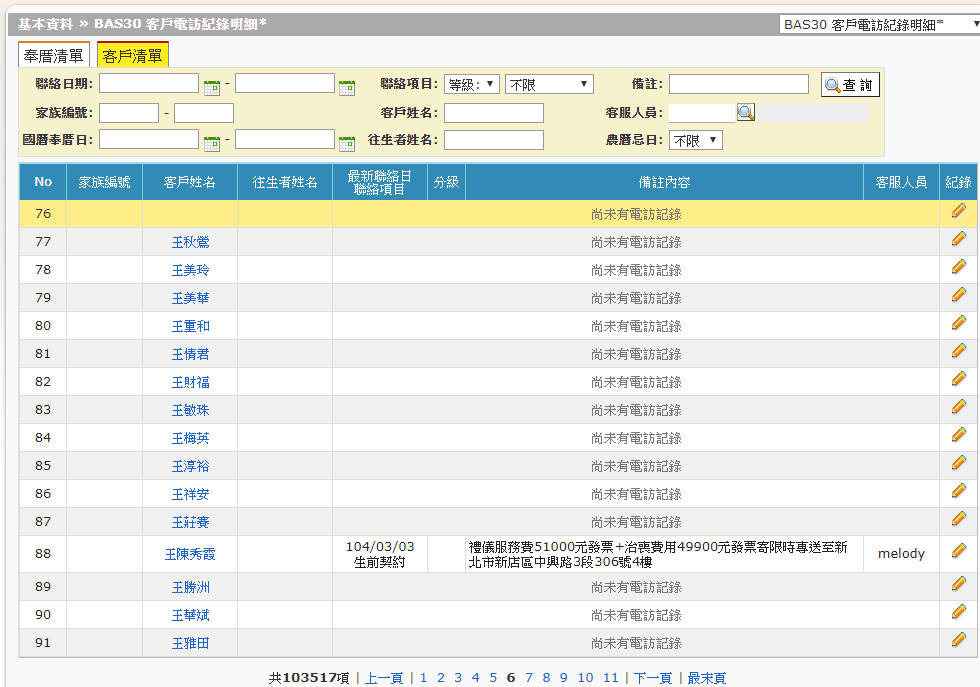 基本資料 » BAS30 客戶電訪紀錄明細*
BAS30 客戶電訪紀錄明細*
奉厝清單 客戶清單
聯絡日期: - 聯絡項目: 等級: 不限 備註: 查 詢
家族編號: - 客戶姓名: 客服人員:
國曆奉厝日: - 往生者姓名: 農曆忌日: 不限
No 家族編號 客戶姓名 往生者姓名 最新聯絡日 聯絡項目 分級 備註內容 客服人員 紀錄
76 尚未有電訪記錄
77 王秋鶯 尚未有電訪記錄
78 王美玲 尚未有電訪記錄
79 王美華 尚未有電訪記錄
80 王重和 尚未有電訪記錄
81 王情君 尚未有電訪記錄
82 王財福 尚未有電訪記錄
83 王敏珠 尚未有電訪記錄
84 王梅英 尚未有電訪記錄
85 王淳裕 尚未有電訪記錄
86 王祥安 尚未有電訪記錄
87 王莊賽 尚未有電訪記錄
88 王陳秀霞 104/03/03 生前契約 禮儀服務費51000元發票+治喪費用49900元發票寄限時專送至新
北市新店區中興路3段306號4樓 melody
89 王勝洲 尚未有電訪記錄
90 王華斌 尚未有電訪記錄
91 王雅田 尚未有電訪記錄
共103517項 | 上一頁 | 1 2 3 4 5 6 7 8 9 10 11 | 下一頁 | 最末頁